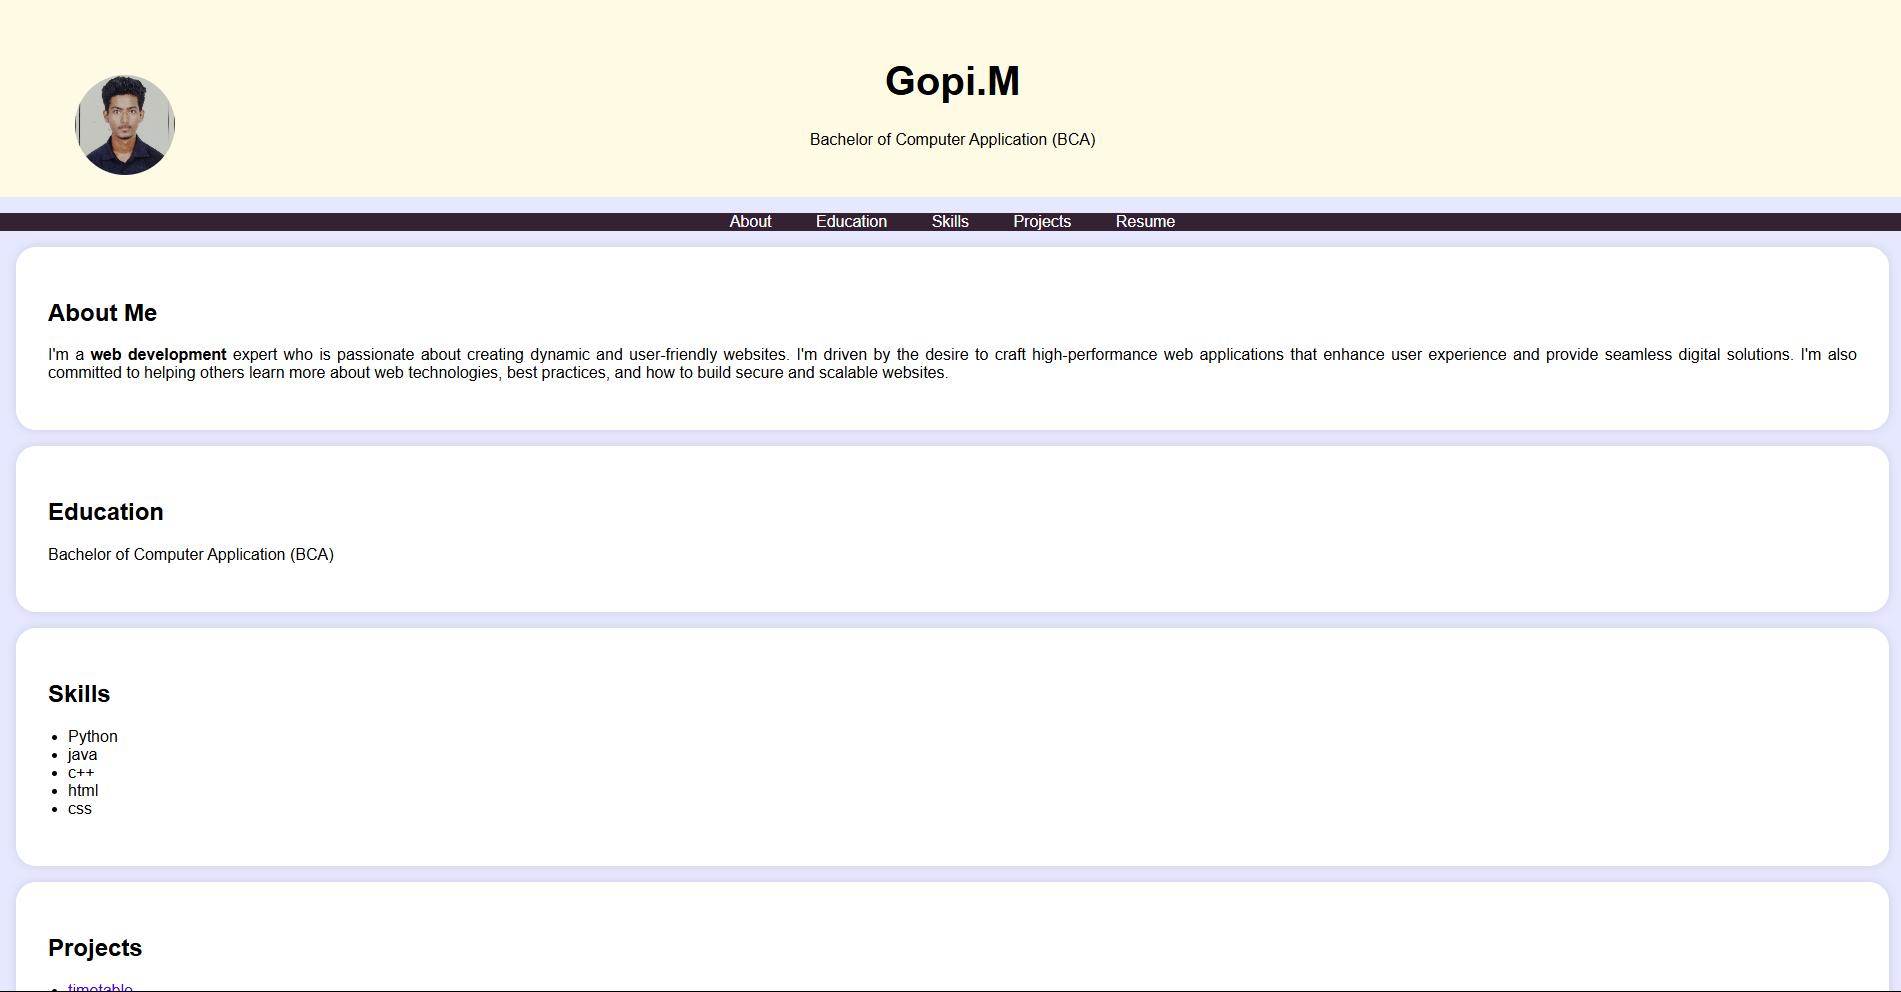 Gopi.M
Bachelor of Computer Application (BCA)
About Education Skills Projects Resume
About Me
I'm a web development expert who is passionate about creating dynamic and user-friendly websites. I'm driven by the desire to craft high-performance web applications that enhance user experience and provide seamless digital solutions. I'm also
committed to helping others learn more about web technologies, best practices, and how to build secure and scalable websites.
Education
Bachelor of Computer Application (BCA)
Skills
Python
java
c++
html
css
Projects
timetable